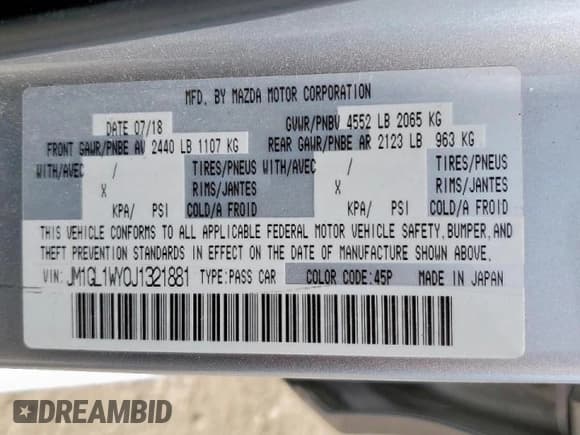 MFD. BY MAZDA MOTOR CORPORATION
DATE 07/18 GVWR/PNBV 4552 LB 2065 KG
FRONT GAWR/PNBE AV 2440 LB 1107 KG REAR GAWR/PNBE AR 2123 LB 963 KG
WITH/AVEC / TIRES/PNEUS WITH/AVEC / TIRES/PNEUS
X RIMS/JANTES X RIMS/JANTES
KPA/ PSI COLD/A FROID KPA/ PSI COLD/A FROID
THIS VEHICLE CONFORMS TO ALL APPLICABLE FEDERAL MOTOR VEHICLE SAFETY, BUMPER, AND
THEFT PREVENTION STANDARDS IN EFFECT ON THE DATE OF MANUFACTURE SHOWN ABOVE.
VIN: JM1GL1WY0J1321881 TYPE:PASS CAR COLOR CODE:45P MADE IN JAPAN
DREAMBID